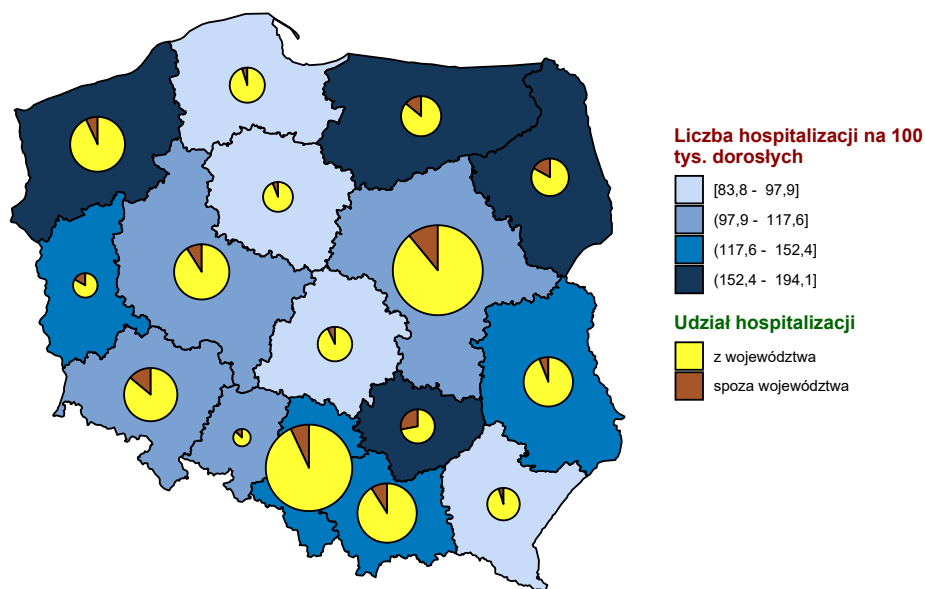 Liczba hospitalizacji na 100
tys. dorosłych
[83,8 - 97,9]
(97,9 - 117,6]
(117,6 - 152,4]
(152,4 - 194,1]
Udział hospitalizacji
z województwa
spoza województwa